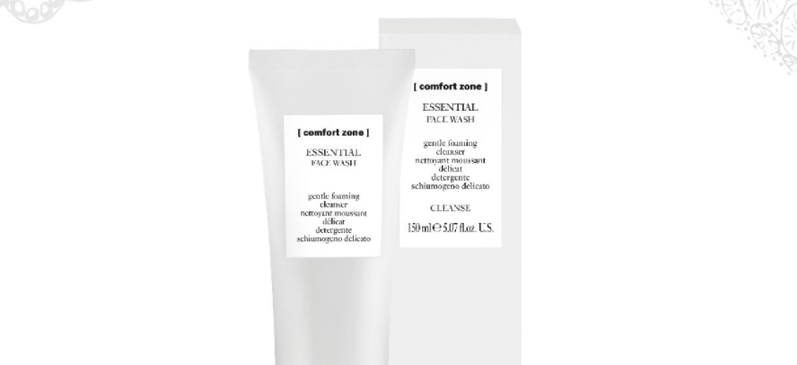 [ comfort zone ]
ESSENTIAL
FACE WASH
gentle foaming
cleanser
nettoyant moussant
délicat
detergente
schiumogeno delicato
[ comfort zone ]
ESSENTIAL
FACE WASH
gentle foaming
cleanser
nettoyant moussant
délicat
detergente
schiumogeno delicato
CLEANSE
150 ml ℮ 5.07 fl.oz. U.S.